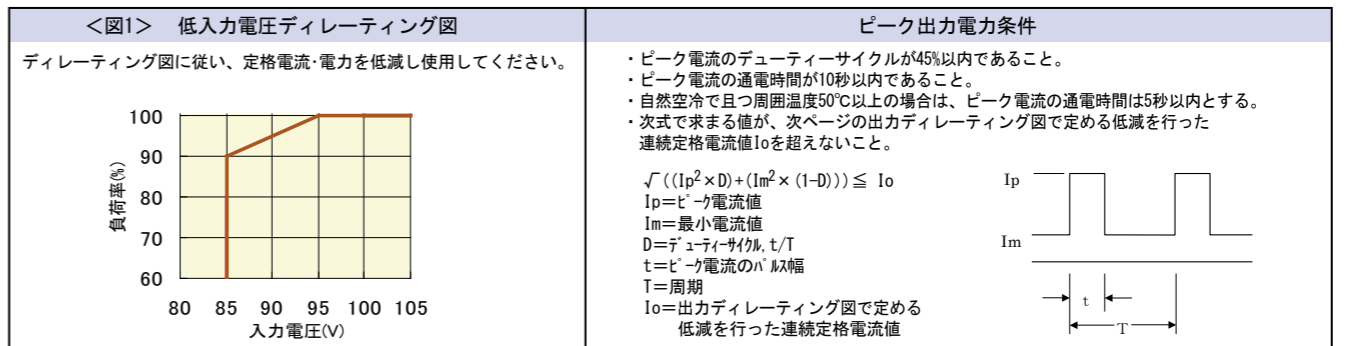 <図1> 低入力電圧ディレーティング図
ディレーティング図に従い、定格電流・電力を低減し使用してください。
100
90
80
70
60
負荷率(%)
80 85 90 95 100 105
入力電圧(V)
ピーク出力電力条件
・ピーク電流のデューティーサイクルが45%以内であること。
・ピーク電流の通電時間が10秒以内であること。
・自然空冷で且つ周囲温度50℃以上の場合は、ピーク電流の通電時間は5秒以内とする。
・次式で求まる値が、次ページの出力ディレーティング図で定める低減を行った
連続定格電流値Ioを超えないこと。
√((Ip²×D)+(Im²×(1-D)))≦ Io
Ip=ピーク電流値
Im=最小電流値
D=デューティーサイクル, t/T
t=ピーク電流のパルス幅
T=周期
Io=出力ディレーティング図で定める
低減を行った連続定格電流値
Ip
Im
t
T